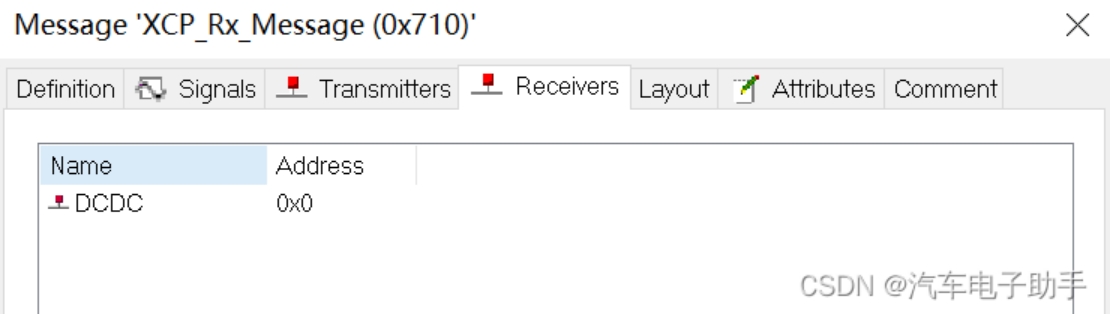 Message 'XCP_Rx_Message (0x710)'
Definition Signals Transmitters Receivers Layout Attributes Comment
Name Address
DCDC 0x0
CSDN @汽车电子助手